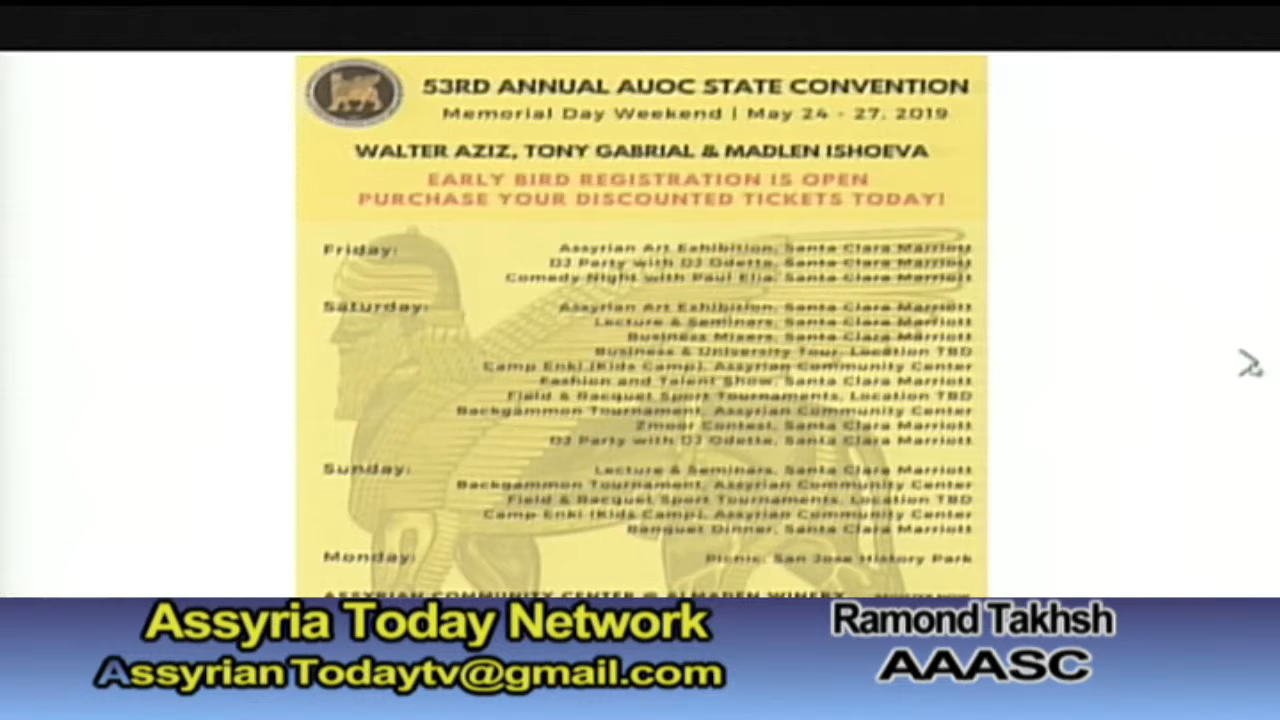 53RD ANNUAL AUOC STATE CONVENTION
Memorial Day Weekend | May 24 - 27, 2019
WALTER AZIZ, TONY GABRIAL & MADLEN ISHOEVA
EARLY BIRD REGISTRATION IS OPEN
PURCHASE YOUR DISCOUNTED TICKETS TODAY!
Friday:
Assyrian Art Exhibition, Santa Clara Marriott
DJ Party with DJ Odette, Santa Clara Marriott
Comedy Night with Paul Elia, Santa Clara Marriott
Saturday:
Assyrian Art Exhibition, Santa Clara Marriott
Lecture & Seminars, Santa Clara Marriott
Business Mixers, Santa Clara Marriott
Business & University Tour, Location TBD
Camp Enki (Kids Camp), Assyrian Community Center
Fashion and Talent Show, Santa Clara Marriott
Field & Racquet Sport Tournaments, Location TBD
Backgammon Tournament, Assyrian Community Center
Zmoor Contest, Santa Clara Marriott
DJ Party with DJ Odette, Santa Clara Marriott
Sunday:
Lecture & Seminars, Santa Clara Marriott
Backgammon Tournament, Assyrian Community Center
Field & Racquet Sport Tournaments, Location TBD
Camp Enki (Kids Camp), Assyrian Community Center
Banquet Dinner, Santa Clara Marriott
Monday:
Picnic, San Jose History Park
ASSYRIAN COMMUNITY CENTER @ ALMADEN WINERY
Assyria Today Network
AssyrianTodaytv@gmail.com
Ramond Takhsh
AAASC